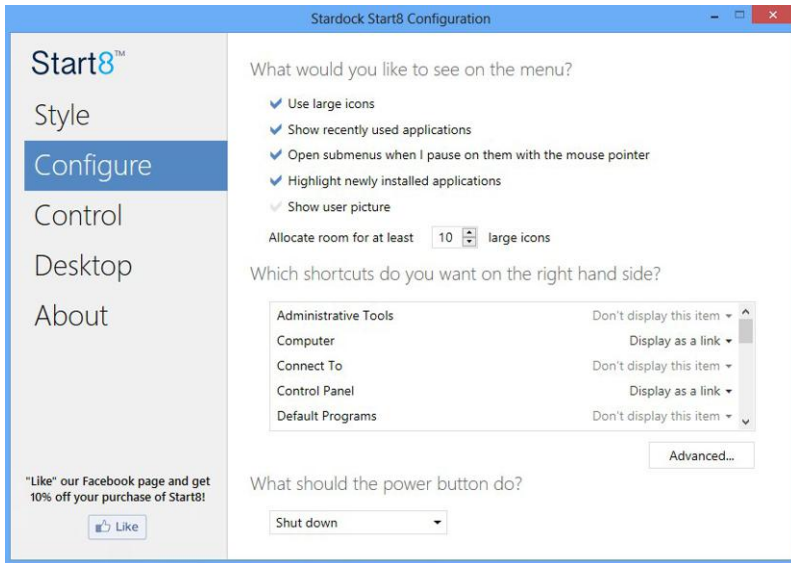 Stardock Start8 Configuration
Start8™
Style
Configure
Control
Desktop
About
"Like" our Facebook page and get
10% off your purchase of Start8!
Like
What would you like to see on the menu?
Use large icons
Show recently used applications
Open submenus when I pause on them with the mouse pointer
Highlight newly installed applications
Show user picture
Allocate room for at least 10 large icons
Which shortcuts do you want on the right hand side?
Administrative Tools Don't display this item
Computer Display as a link
Connect To Don't display this item
Control Panel Display as a link
Default Programs Don't display this item
Advanced...
What should the power button do?
Shut down